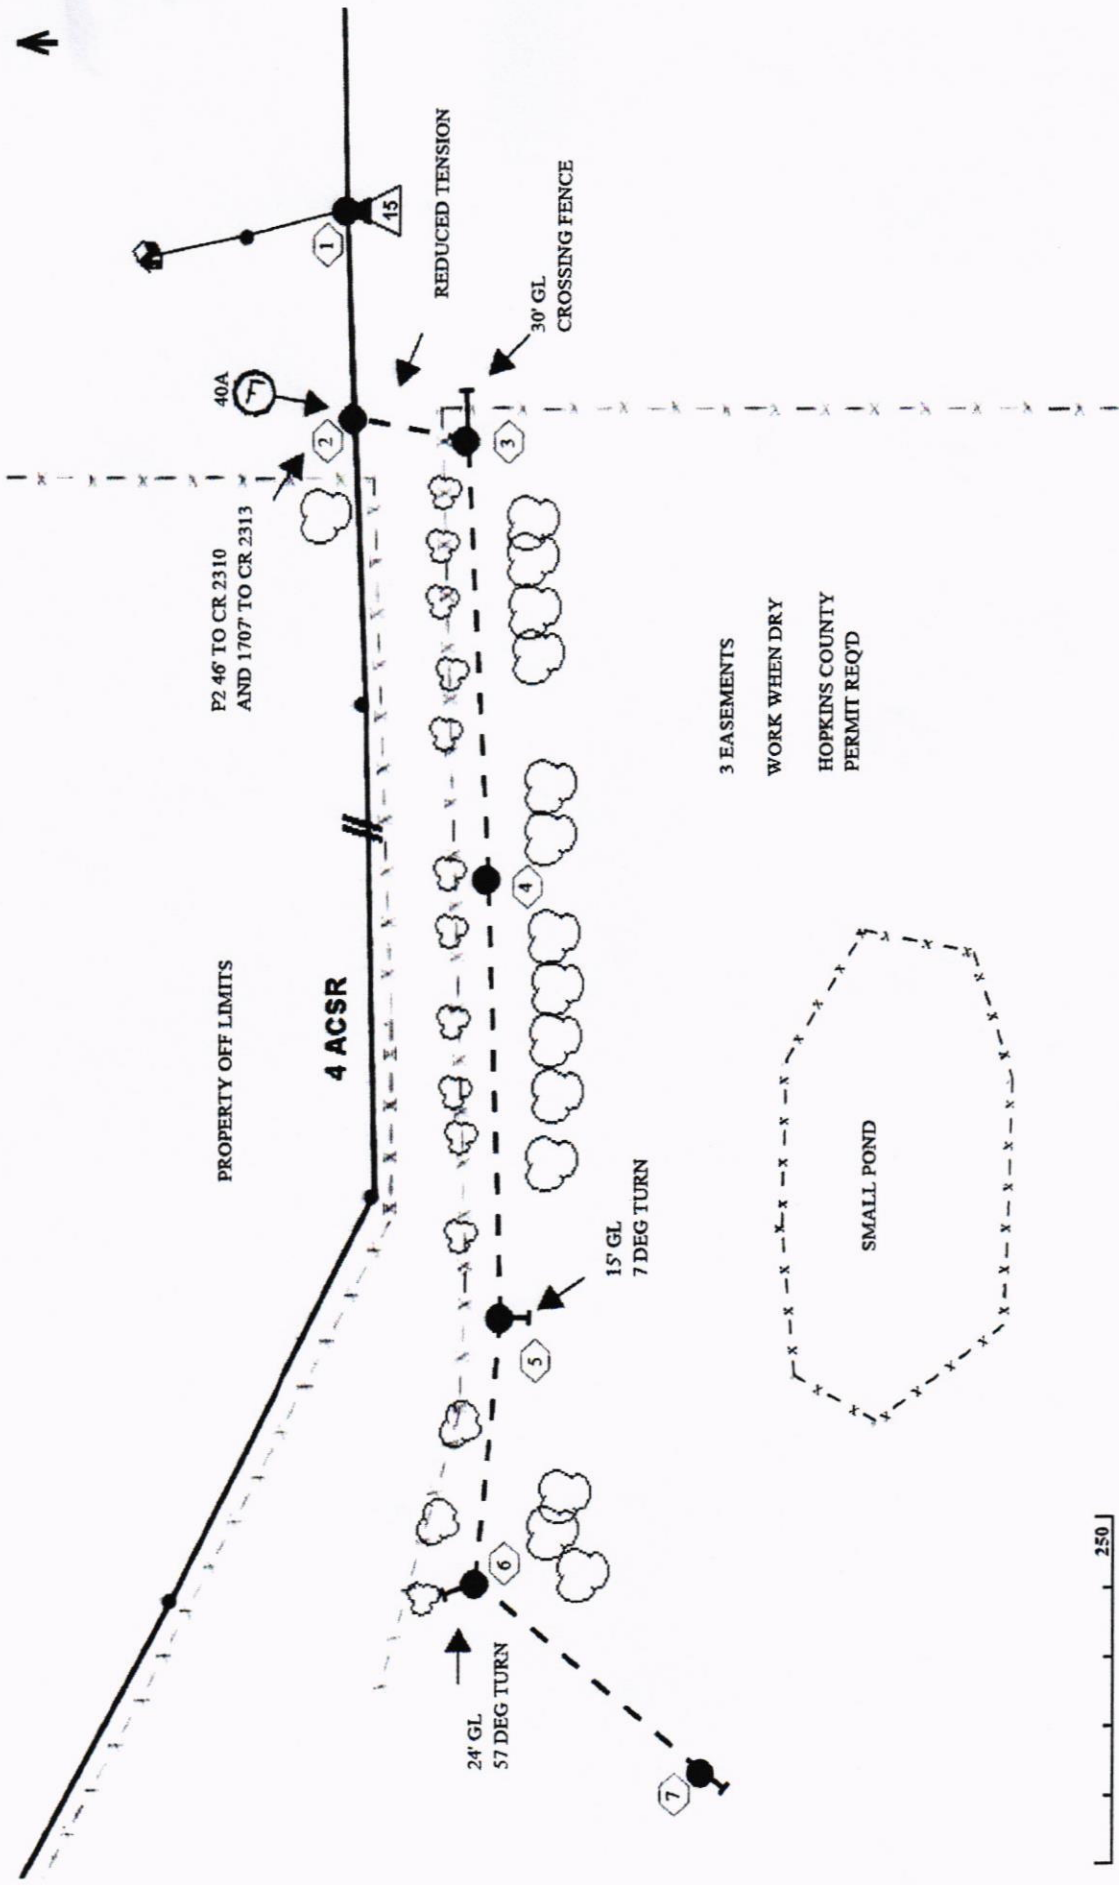 15
1
REDUCED TENSION
30' GL
CROSSING FENCE
40A
2
3
P2 46' TO CR 2310
AND 1707' TO CR 2313
3 EASEMENTS
WORK WHEN DRY
HOPKINS COUNTY
PERMIT REQ'D
4
PROPERTY OFF LIMITS
4 ACSR
SMALL POND
15' GL
7 DEG TURN
5
6
24' GL
57 DEG TURN
7
250